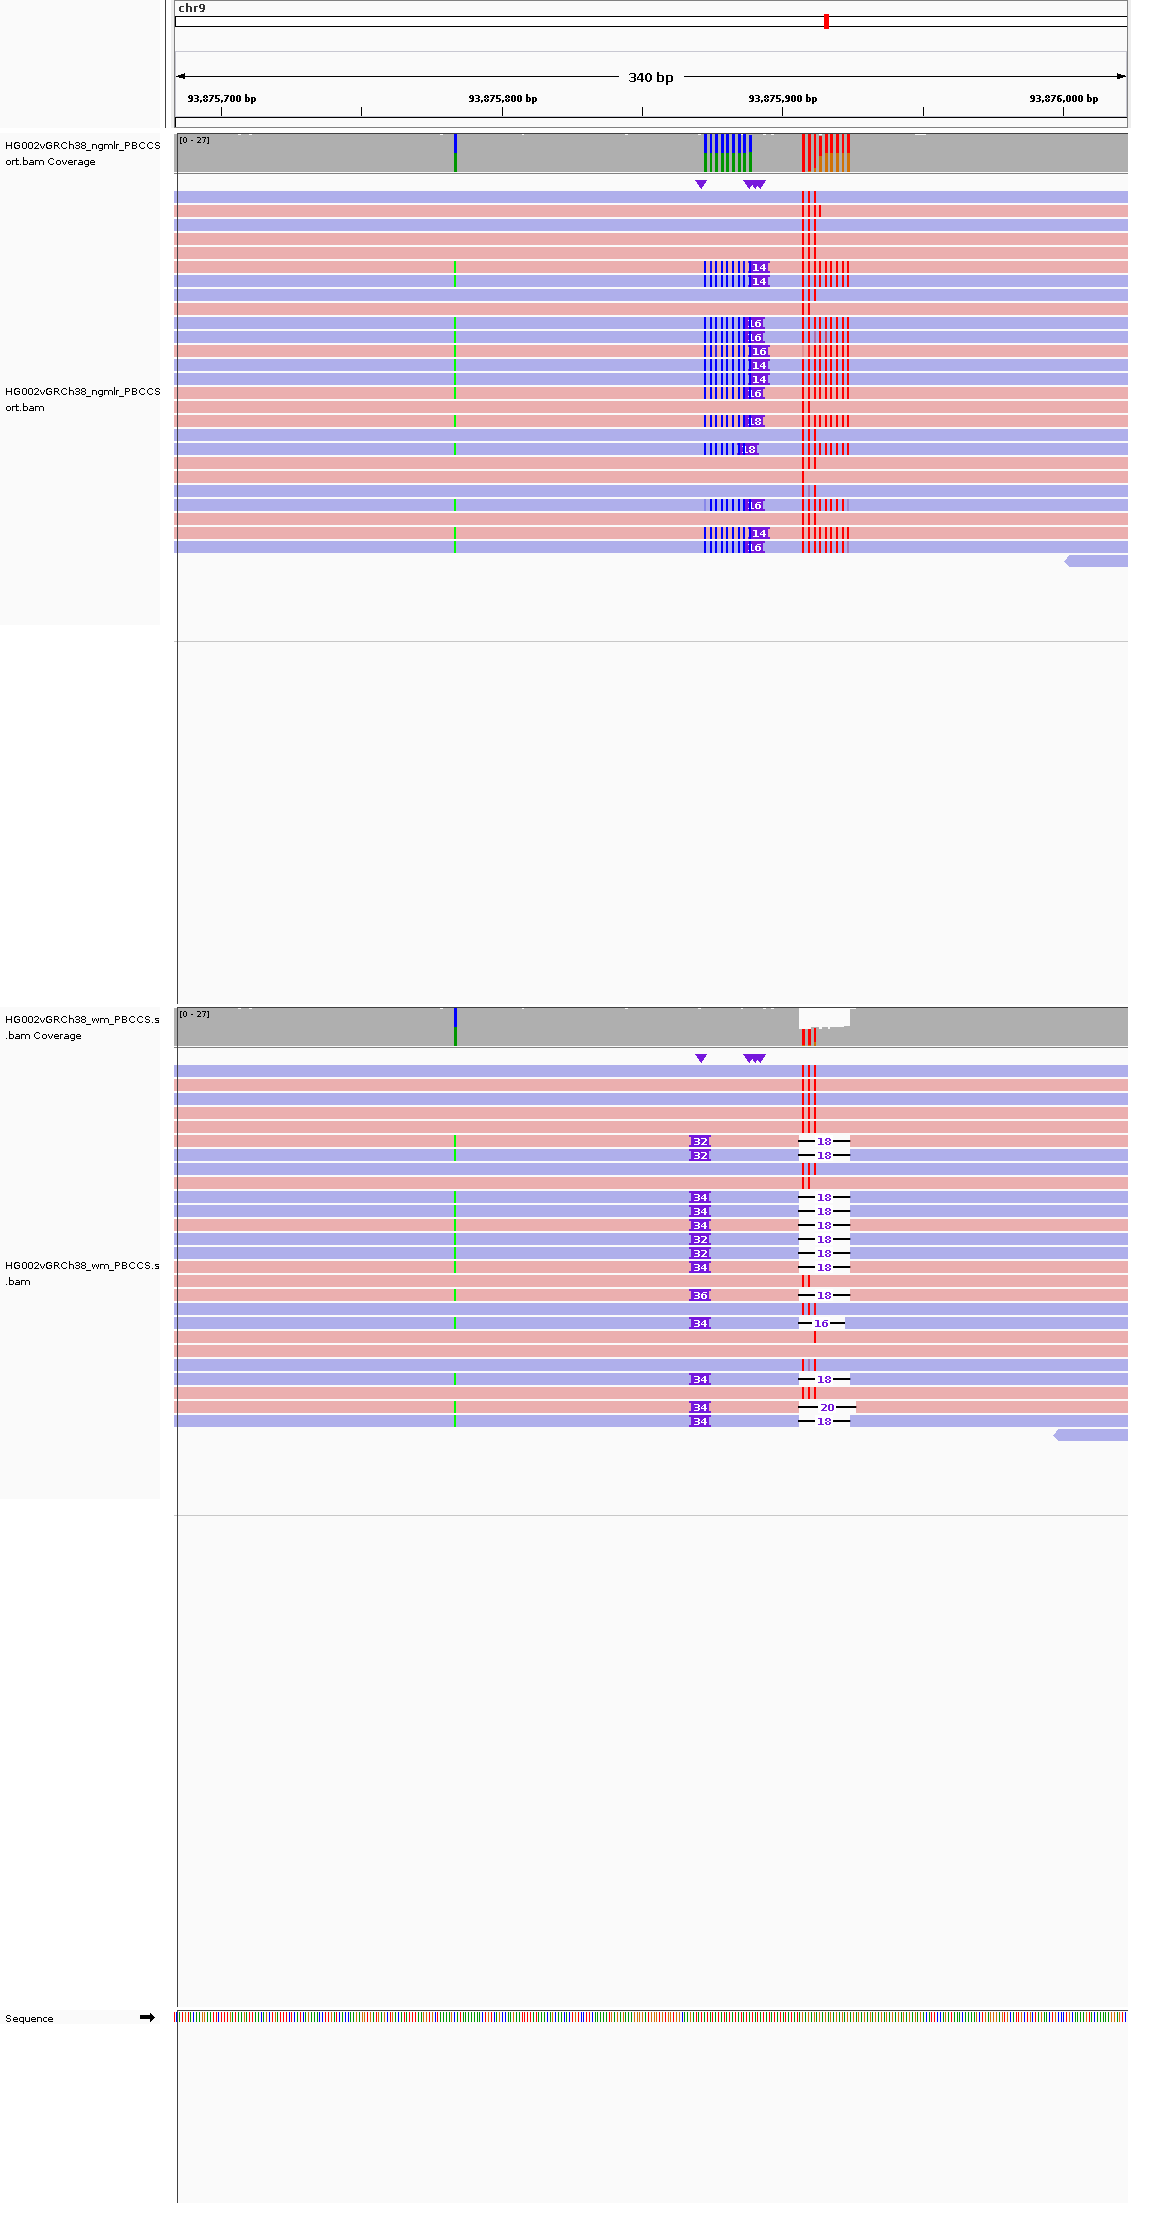 chr9
340 bp
93,875,700 bp 93,875,800 bp 93,875,900 bp 93,876,000 bp
HG002vGRCh38_ngmlr_PBCCS
ort.bam Coverage
[0 - 27]
14
14
16
16
16
14
14
16
HG002vGRCh38_ngmlr_PBCCS
ort.bam
18
18
16
14
16
HG002vGRCh38_wm_PBCCS.s
.bam Coverage
[0 - 27]
32 18
32 18
34 18
34 18
34 18
32 18
32 18
34 18
HG002vGRCh38_wm_PBCCS.s
.bam
36 18
34 16
34 18
34 20
34 18
Sequence